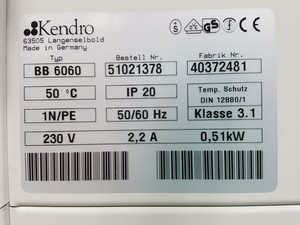 Kendro
63505 Langenselbold
Made in Germany
Typ Bestell Nr. Fabrik Nr.
BB 6060 51021378 40372481
50 °C IP 20 Temp. Schutz
DIN 12880/1
1N/PE 50/60 Hz Klasse 3.1
230 V 2,2 A 0,51kW